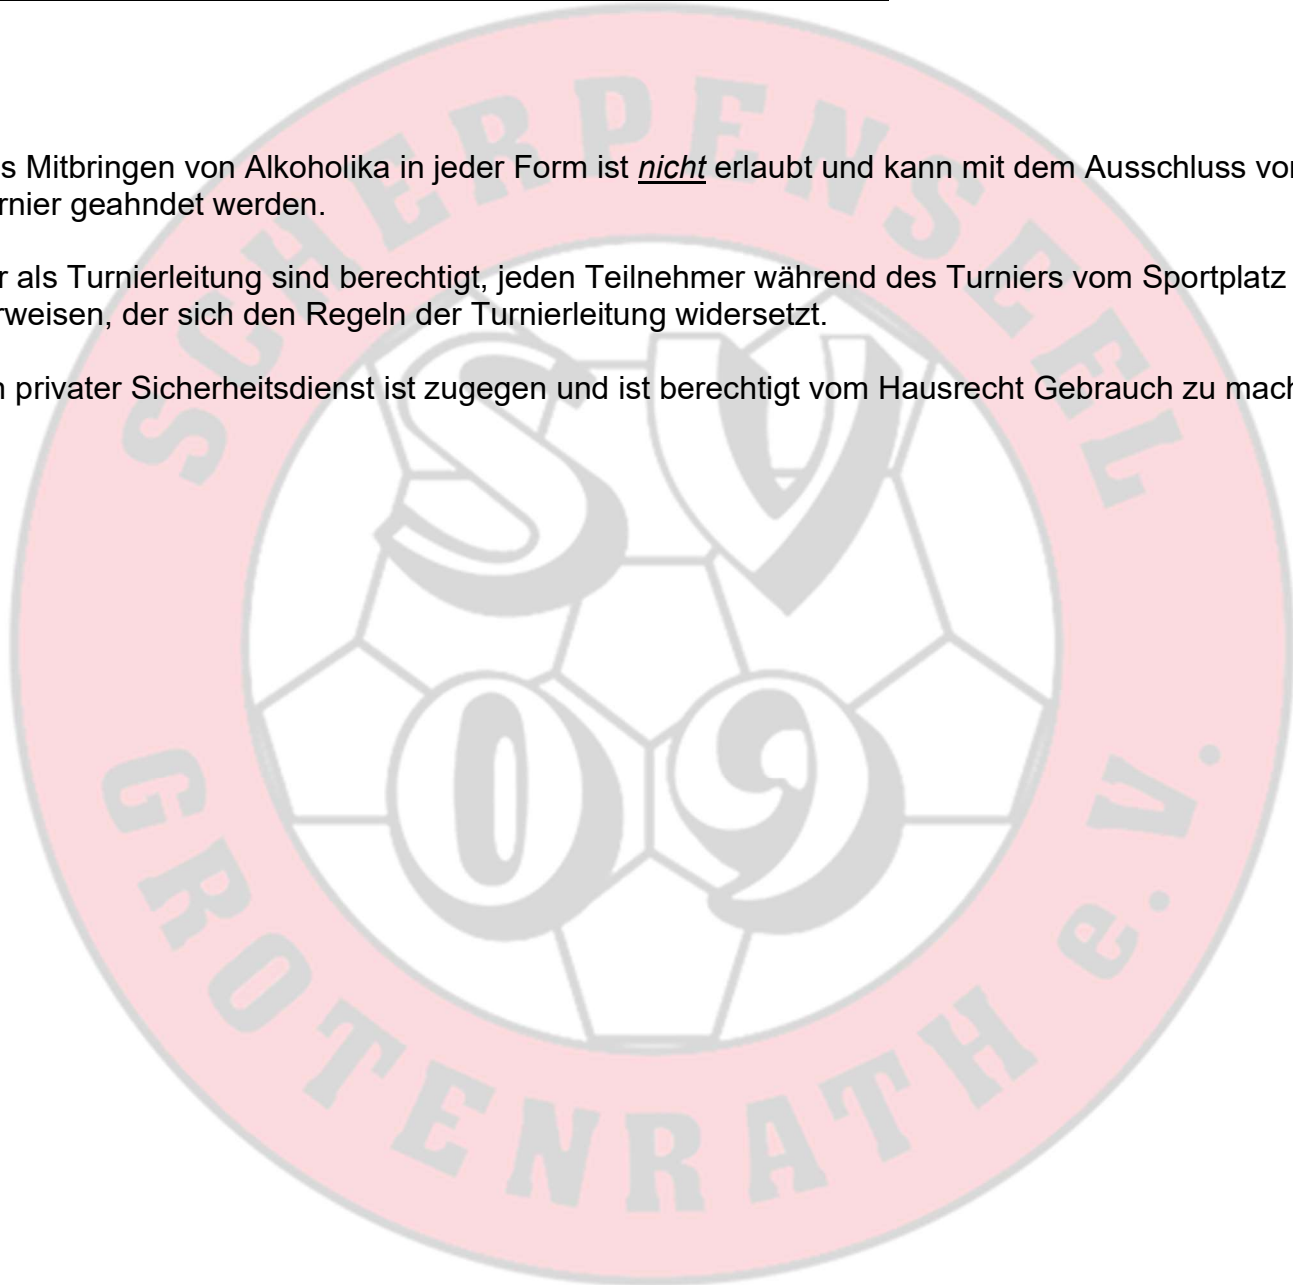 s Mitbringen von Alkoholika in jeder Form ist nicht erlaubt und kann mit dem Ausschluss vo
rnier geahndet werden.
r als Turnierleitung sind berechtigt, jeden Teilnehmer während des Turniers vom Sportplatz
rweisen, der sich den Regeln der Turnierleitung widersetzt.
n privater Sicherheitsdienst ist zugegen und ist berechtigt vom Hausrecht Gebrauch zu mach
SCHERPENSEEL
SV
09
GROTENRATH e.V.